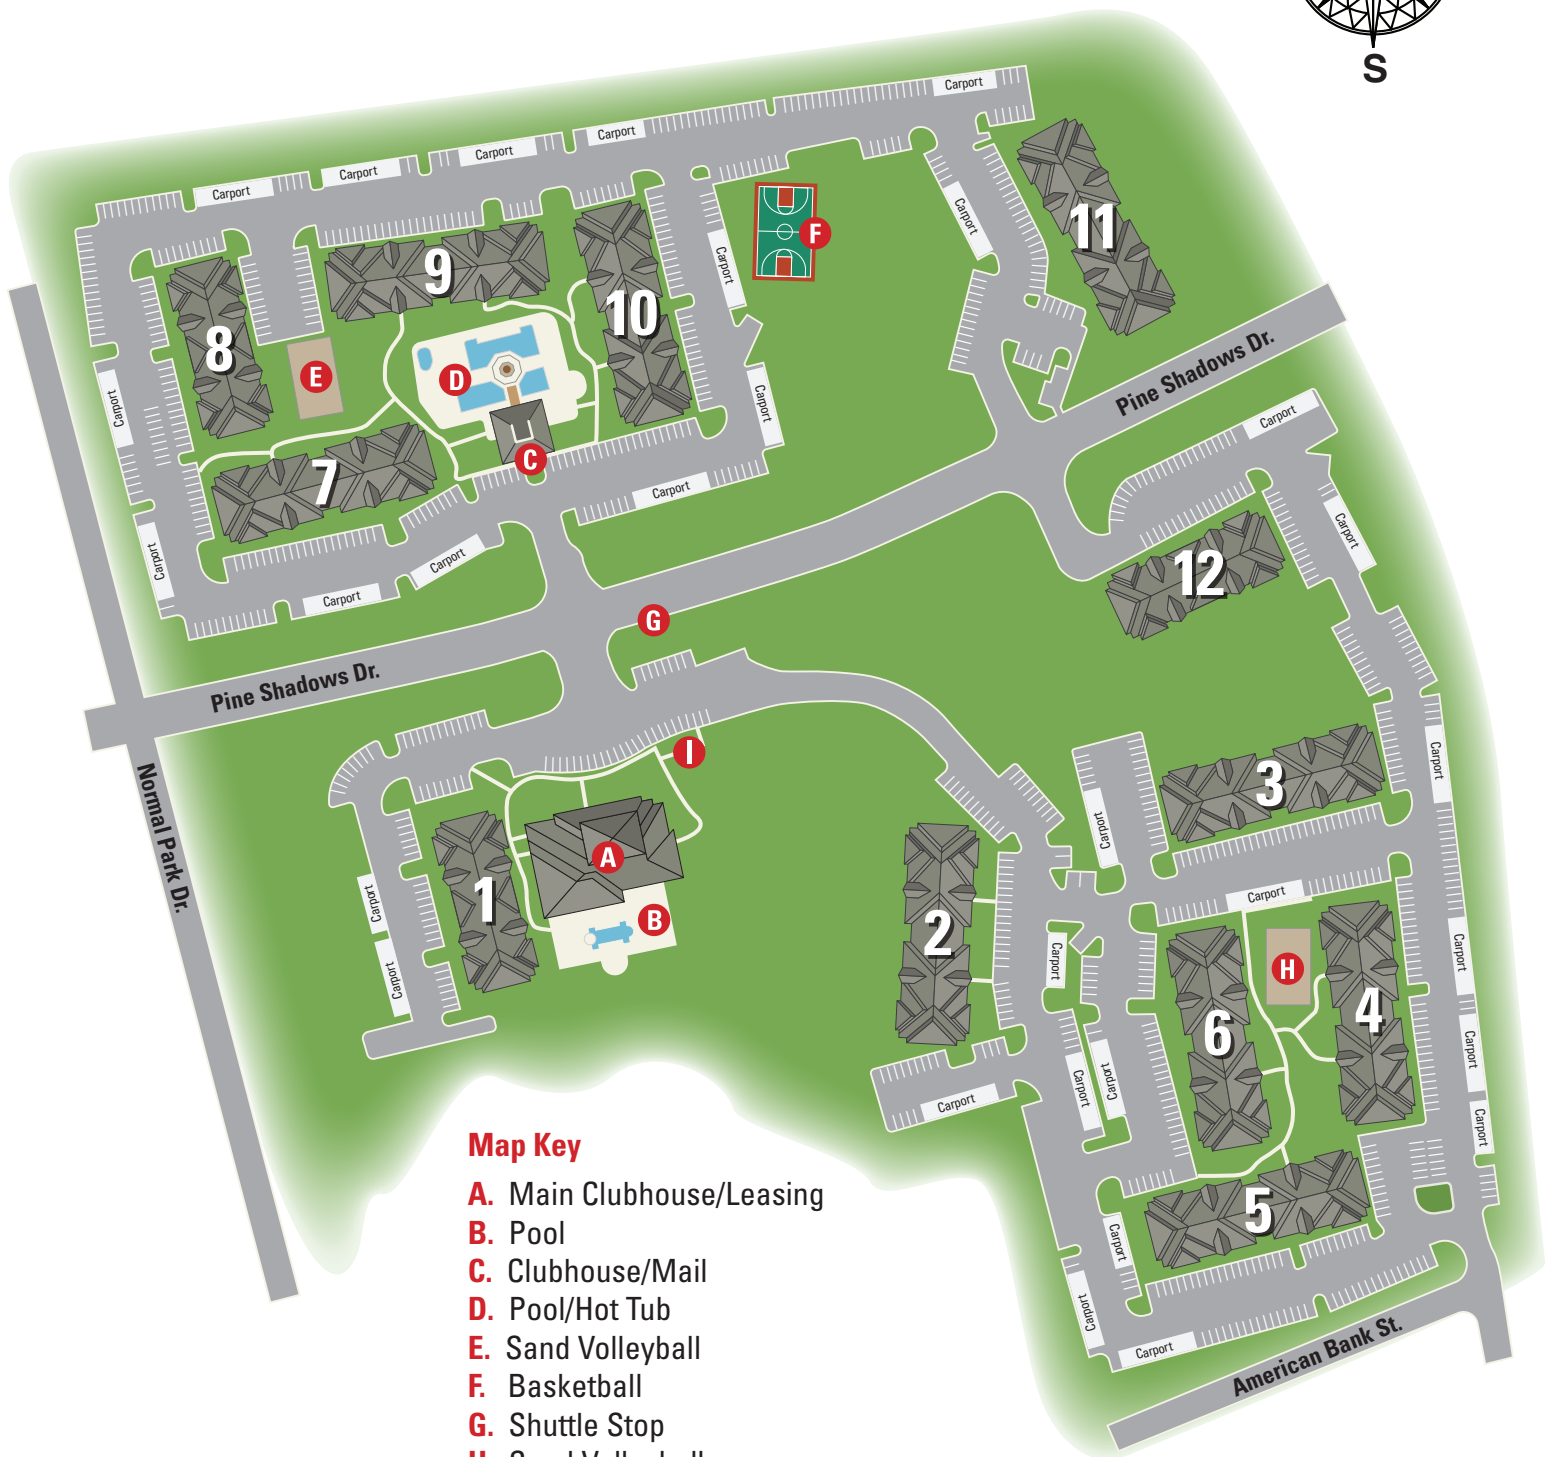 S
Carport
Carport
Carport
Carport
Carport
11
F
Carport
9
10
Carport
8
E
D
Pine Shadows Dr.
Carport
Carport
Carport
C
7
Carport
Carport
Carport
Carport
Carport
12
G
Pine Shadows Dr.
I
Carport
3
Normal Park Dr.
Carport
A
1
Carport
B
2
Carport
Carport
Carport
Carport
H
6
4
Carport
Carport
Carport
Carport
Carport
5
Carport
Carport
Carport
American Bank St.
Map Key
A. Main Clubhouse/Leasing
B. Pool
C. Clubhouse/Mail
D. Pool/Hot Tub
E. Sand Volleyball
F. Basketball
G. Shuttle Stop